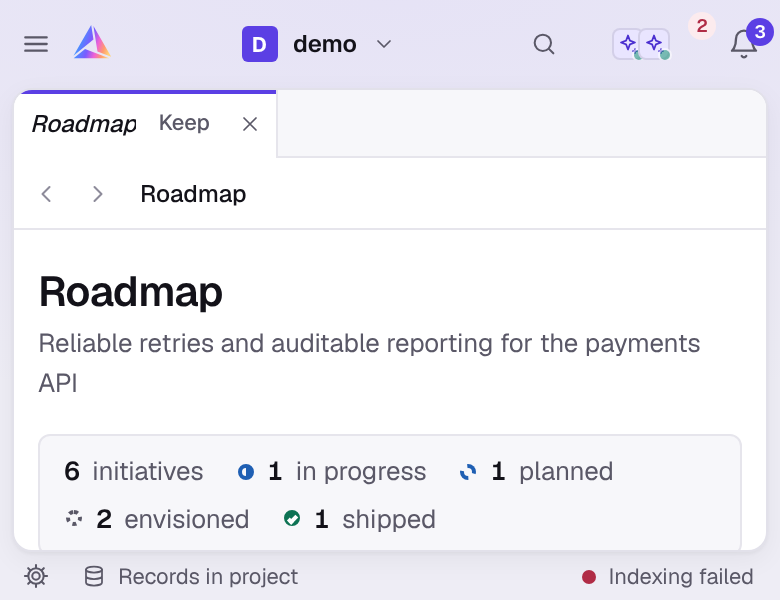 D demo 2 3
Roadmap Keep
Roadmap
Roadmap
Reliable retries and auditable reporting for the payments
API
6 initiatives 1 in progress 1 planned
2 envisioned 1 shipped
Records in project Indexing failed